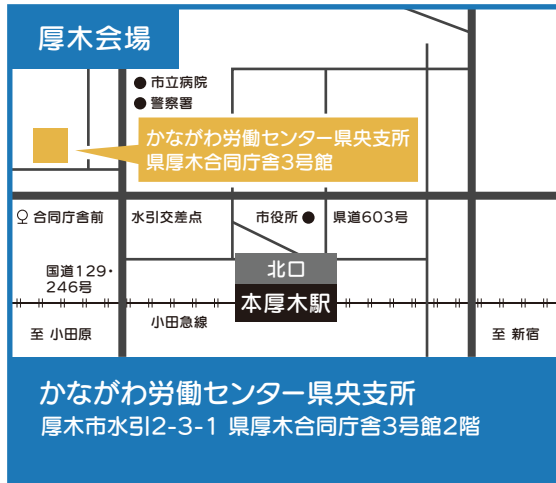 厚木会場
● 市立病院
● 警察署
かながわ労働センター県央支所
県厚木合同庁舎3号館
合同庁舎前
水引交差点
市役所 ●
県道603号
国道129・
246号
北口
本厚木駅
小田急線
至 小田原
至 新宿
かながわ労働センター県央支所
厚木市水引2-3-1 県厚木合同庁舎3号館2階